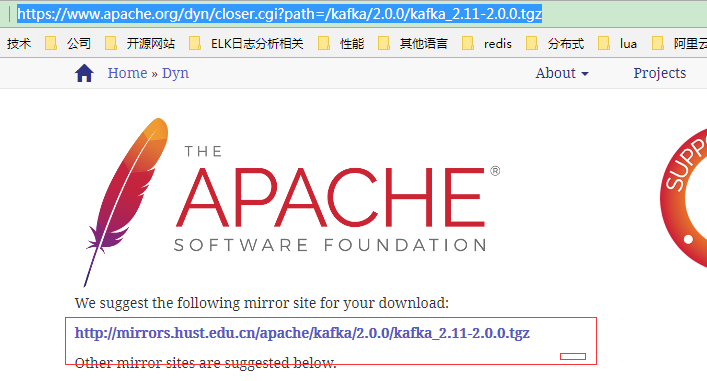 https://www.apache.org/dyn/closer.cgi?path=/kafka/2.0.0/kafka_2.11-2.0.0.tgz
技术 公司 开源网站 ELK日志分析相关 性能 其他语言 redis 分布式 lua 阿里云
Home » Dyn About Projects
THE
APACHE®
SOFTWARE FOUNDATION
SUPPO
We suggest the following mirror site for your download:
http://mirrors.hust.edu.cn/apache/kafka/2.0.0/kafka_2.11-2.0.0.tgz
Other mirror sites are suggested below.